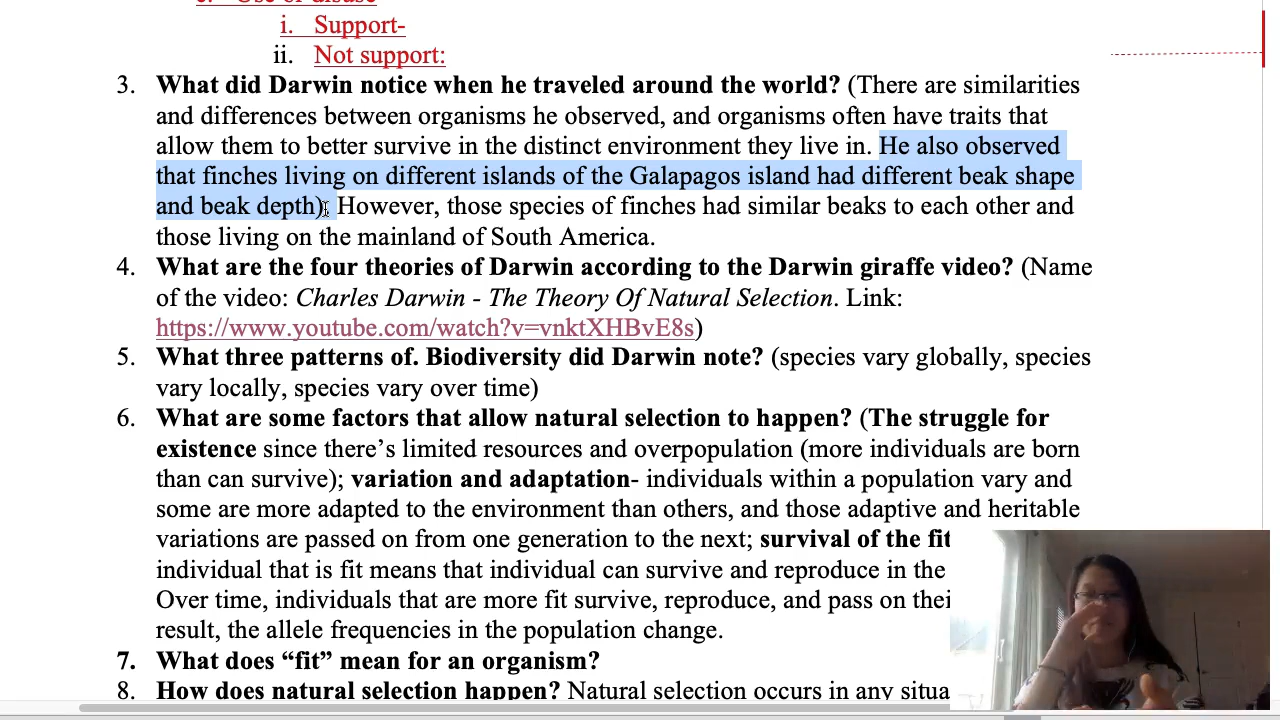 i. Support-
ii. Not support:
3. What did Darwin notice when he traveled around the world? (There are similarities
and differences between organisms he observed, and organisms often have traits that
allow them to better survive in the distinct environment they live in. He also observed
that finches living on different islands of the Galapagos island had different beak shape
and beak depth). However, those species of finches had similar beaks to each other and
those living on the mainland of South America.
4. What are the four theories of Darwin according to the Darwin giraffe video? (Name
of the video: Charles Darwin - The Theory Of Natural Selection. Link:
https://www.youtube.com/watch?v=vnktXHBvE8s)
5. What three patterns of. Biodiversity did Darwin note? (species vary globally, species
vary locally, species vary over time)
6. What are some factors that allow natural selection to happen? (The struggle for
existence since there’s limited resources and overpopulation (more individuals are born
than can survive); variation and adaptation- individuals within a population vary and
some are more adapted to the environment than others, and those adaptive and heritable
variations are passed on from one generation to the next; survival of the fit
individual that is fit means that individual can survive and reproduce in the
Over time, individuals that are more fit survive, reproduce, and pass on thei
result, the allele frequencies in the population change.
7. What does “fit” mean for an organism?
8. How does natural selection happen? Natural selection occurs in any situa